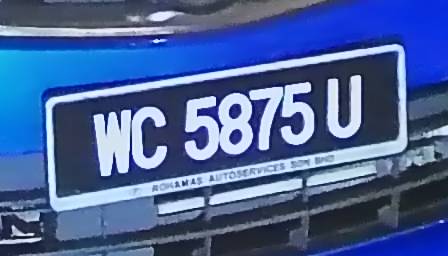 WC 5875 U
ROHAMAS AUTOSERVICES SDN BHD